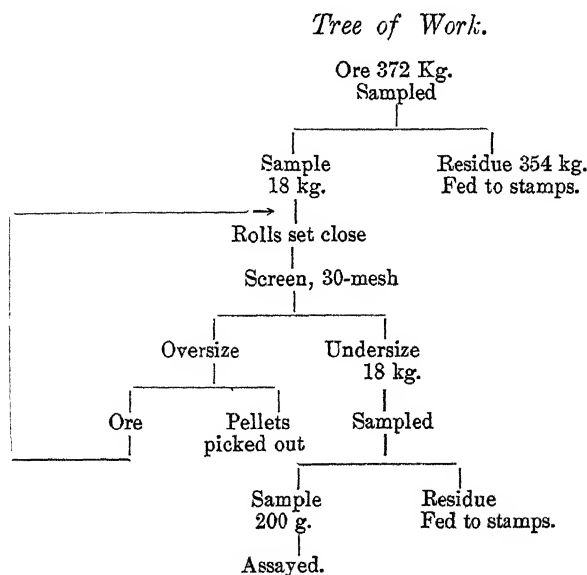 Tree of Work.
Ore 372 Kg.
Sampled
Sample
18 kg.
Residue 354 kg.
Fed to stamps.
Rolls set close
Screen, 30-mesh
Oversize
Undersize
18 kg.
Ore
Pellets
picked out
Sampled
Sample
200 g.
Residue
Fed to stamps.
Assayed.